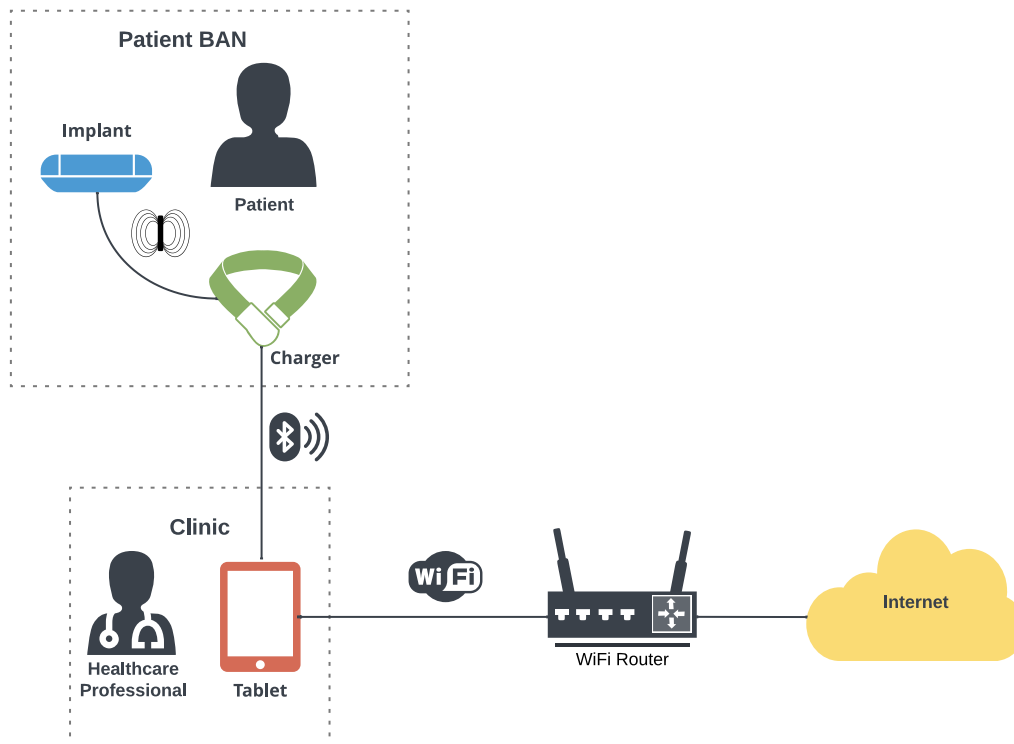 Patient BAN
Implant
Patient
Charger
Clinic
WiFi
Internet
WiFi Router
Healthcare
Professional
Tablet